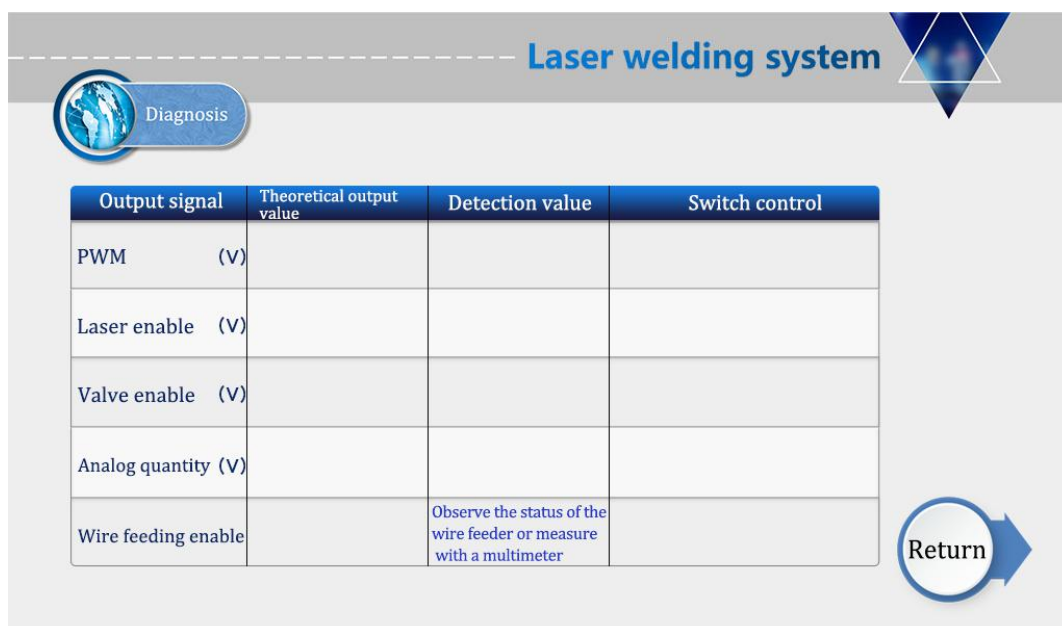 Laser welding system
Diagnosis
Output signal
Theoretical output
value
Detection value
Switch control
PWM (V)
Laser enable (V)
Valve enable (V)
Analog quantity (V)
Wire feeding enable
Observe the status of the
wire feeder or measure
with a multimeter
Return